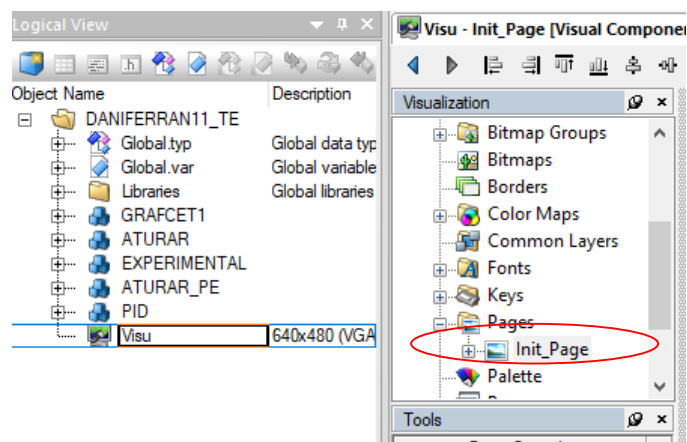 Logical View
Object Name Description
DANIFERRAN11_TE
Global.typ Global data typ
Global.var Global variable
Libraries Global libraries
GRAFCET1
ATURAR
EXPERIMENTAL
ATURAR_PE
PID
Visu 640x480 (VGA
Visu - Init_Page [Visual Componen
Visualization
Bitmap Groups
Bitmaps
Borders
Color Maps
Common Layers
Fonts
Keys
Pages
Init_Page
Palette
Tools